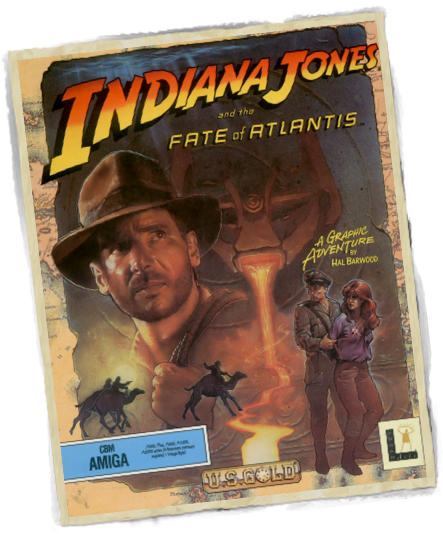 INDIANA JONES
and the
FATE of ATLANTIS
A GRAPHIC
ADVENTURE
BY
HAL BARWOOD
CBM
AMIGA
U.S. GOLD